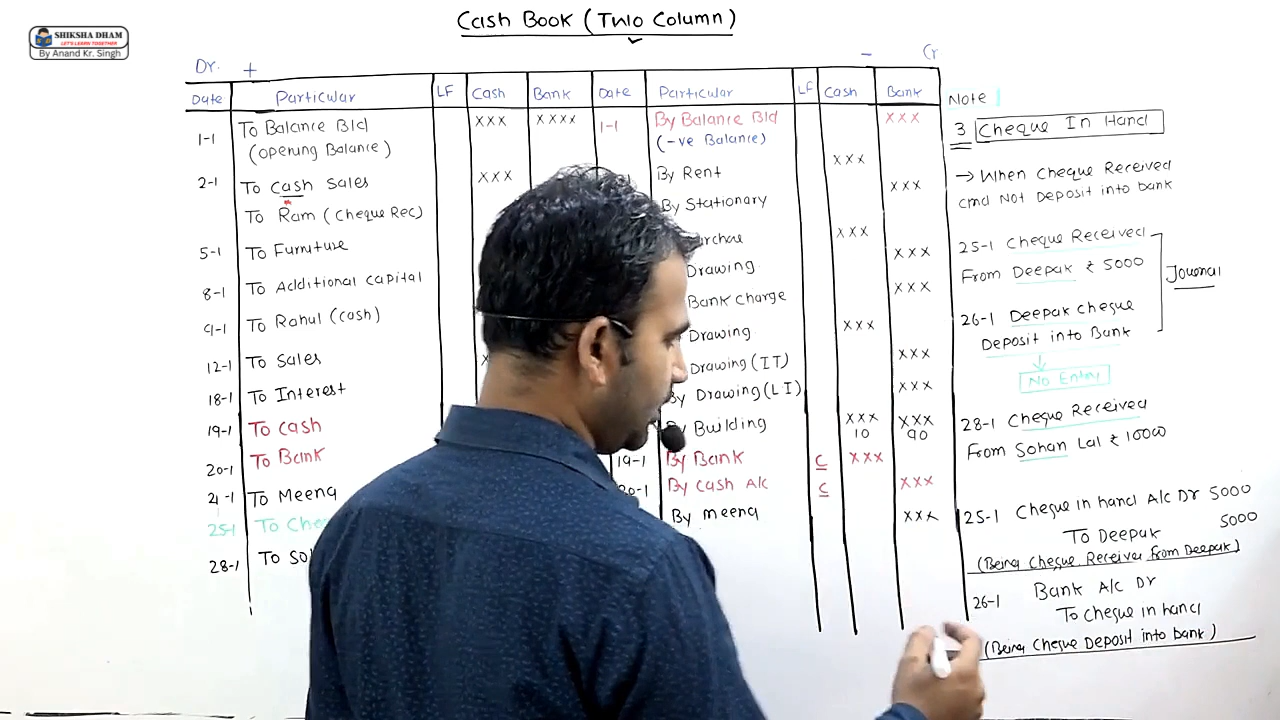 SHIKSHA DHAM
LET'S LEARN TOGETHER
By Anand Kr. Singh
Cash Book (Two Column)
Dr. +
- Cr
Date Particular LF Cash Bank Date Particular LF Cash Bank
1-1 To Balance Bld xxx xxxx 1-1 By Balance Bld xxx
(opening Balance) (-ve Balance)
2-1 To cash Sales xxx By Rent xxx
To Ram (Cheque Rec) Stationary xxx
5-1 To Furniture xxx
8-1 To Additional capital Drawing xxx
9-1 To Rahul (cash) Bank Charge xxx
12-1 To Sales Drawing xxx
18-1 To Interest Drawing (IT) xxx
19-1 To Cash By Drawing (LI) xxx
20-1 To Bank By Building xxx xxx
10 90
21-1 To Meena 19-1 By Bank C xxx
25-1 To By Cash A/c C xxx
28-1 To By meena xxx
Note
3 Cheque In Hand
→ When Cheque Received
and Not Deposit into bank
25-1 Cheque Received
From Deepak ₹ 5000
Journal
26-1 Deepak cheque
Deposit into Bank
No Entry
28-1 Cheque Received
From Sohan Lal ₹ 10000
25-1 Cheque in hand A/c Dr 5000
To Deepak 5000
(Being Cheque Receiver From Deepak)
26-1 Bank A/c Dr
To Cheque in hand
(Being Cheque Deposit into bank)